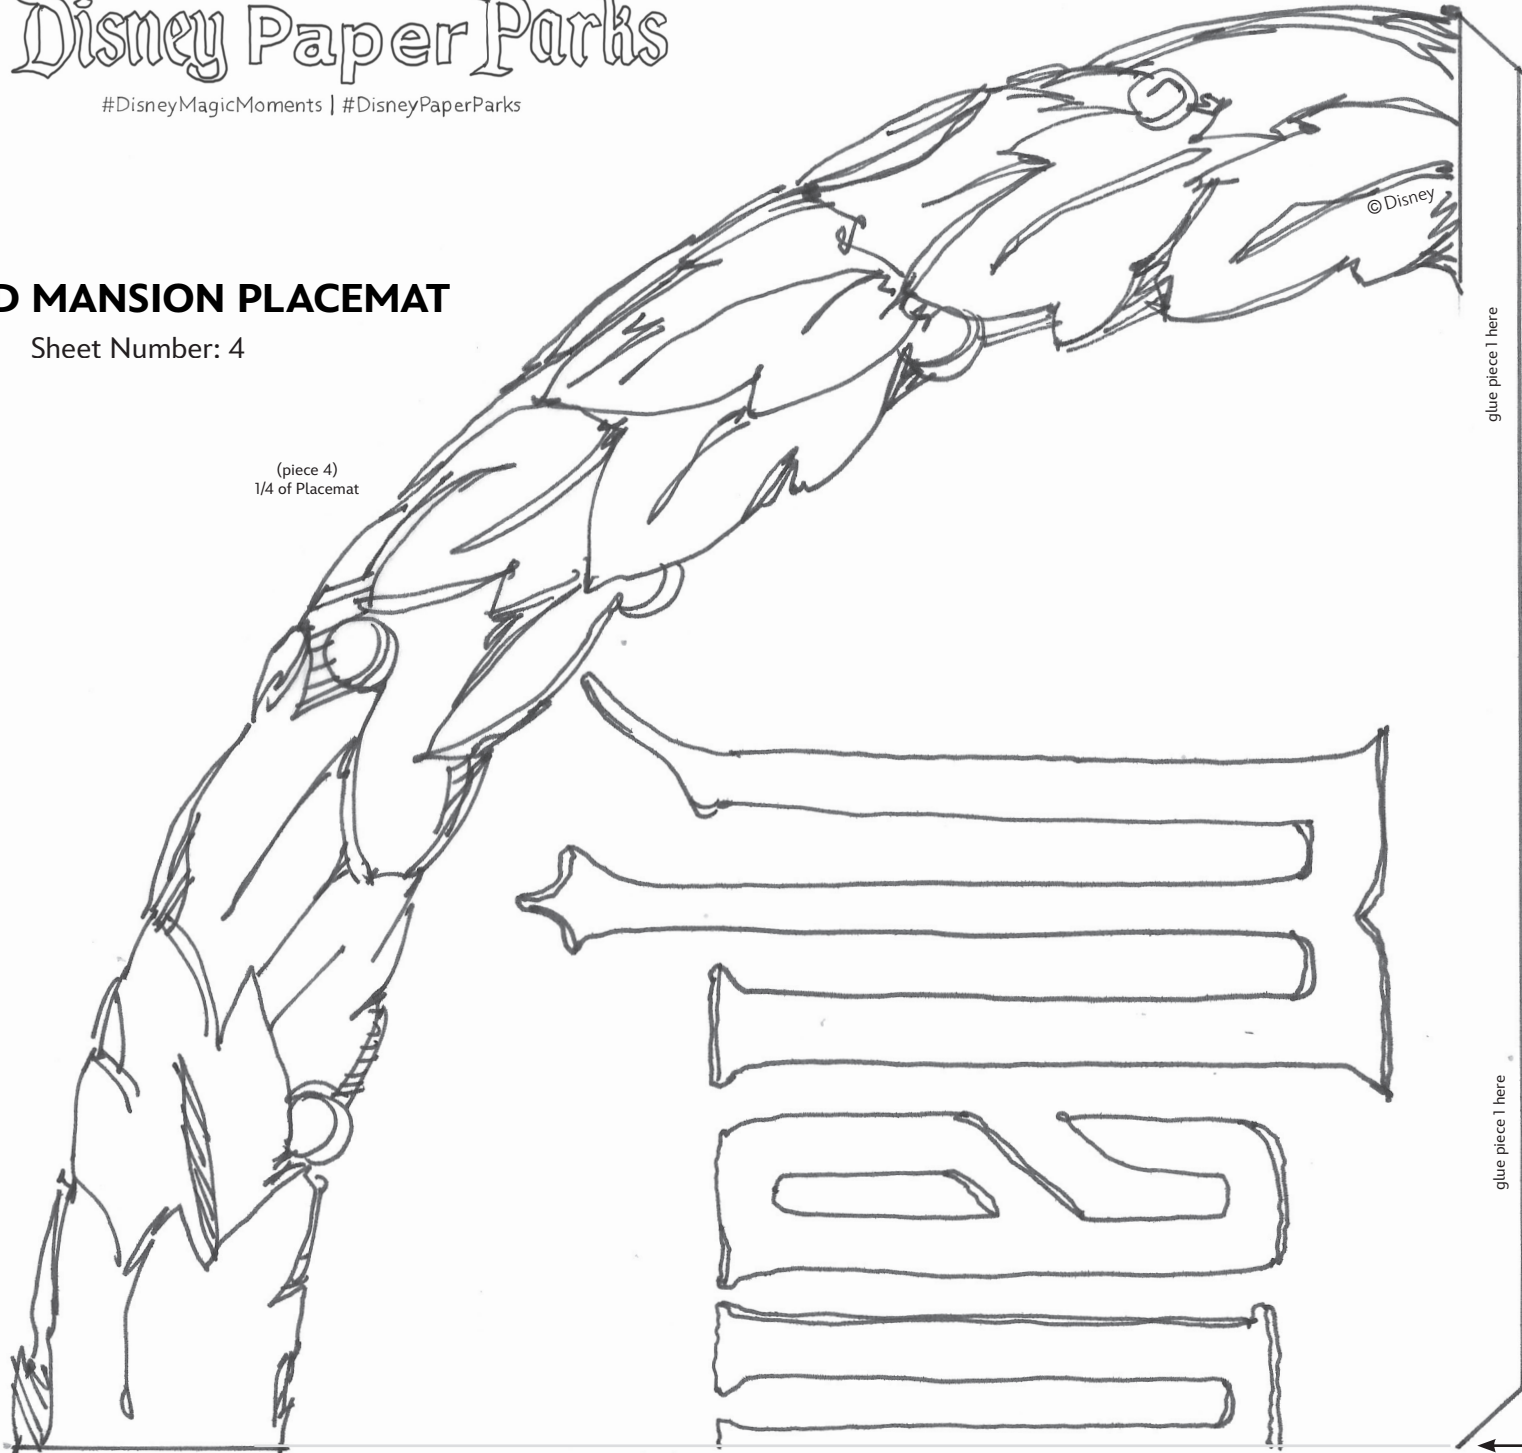 Disney Paper Parks
#DisneyMagicMoments | #DisneyPaperParks
D MANSION PLACEMAT
Sheet Number: 4
(piece 4)
1/4 of Placemat
© Disney
glue piece 1 here
glue piece 1 here
Ma